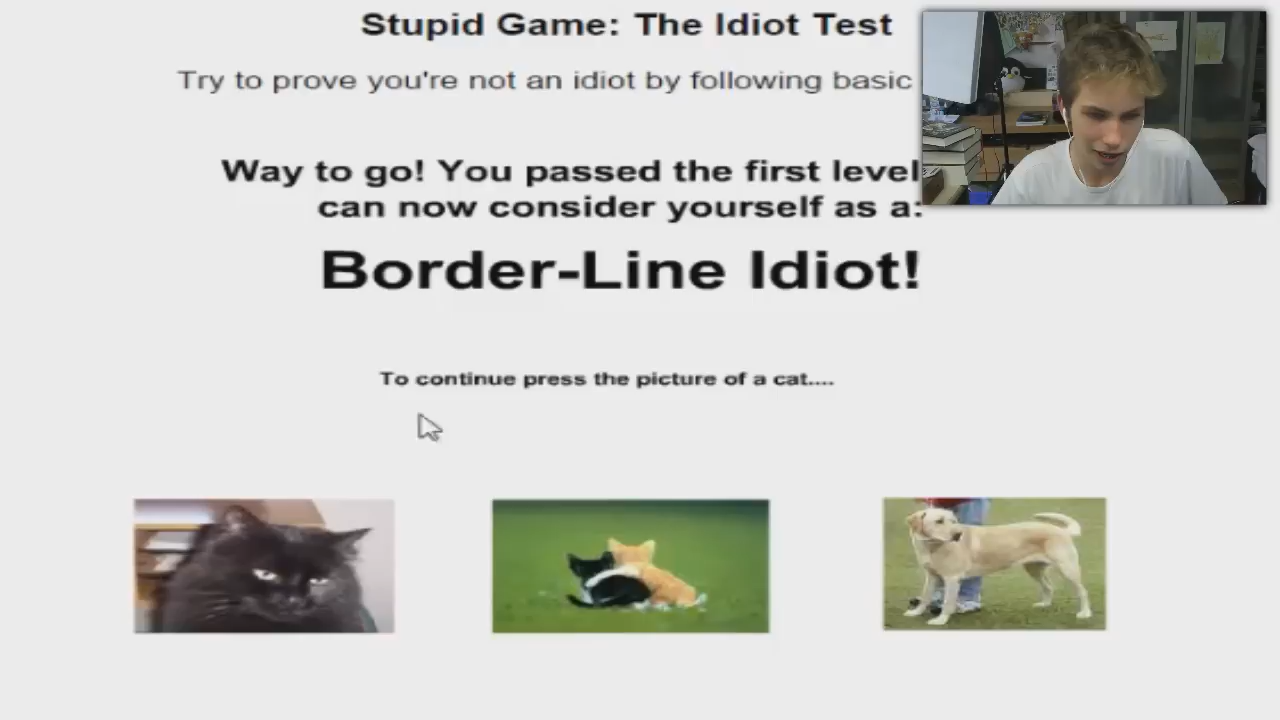 Stupid Game: The Idiot Test
Try to prove you're not an idiot by following basic
Way to go! You passed the first level
can now consider yourself as a:
Border-Line Idiot!
To continue press the picture of a cat....